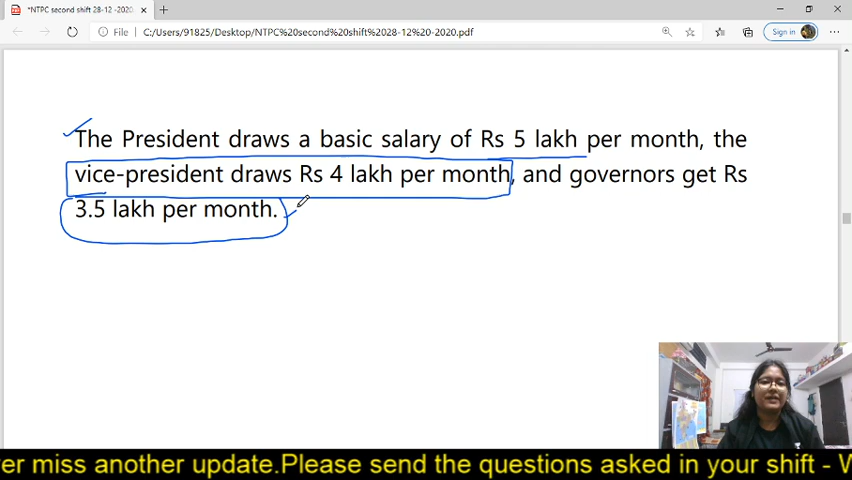 *NTPC second shift 28-12 -2020.
File
C:/Users/91825/Desktop/NTPC%20second%20shift%2028-12%20-2020.pdf
Sign in
The President draws a basic salary of Rs 5 lakh per month, the
vice-president draws Rs 4 lakh per month, and governors get Rs
3.5 lakh per month.
er miss another update.Please send the questions asked in your shift - W